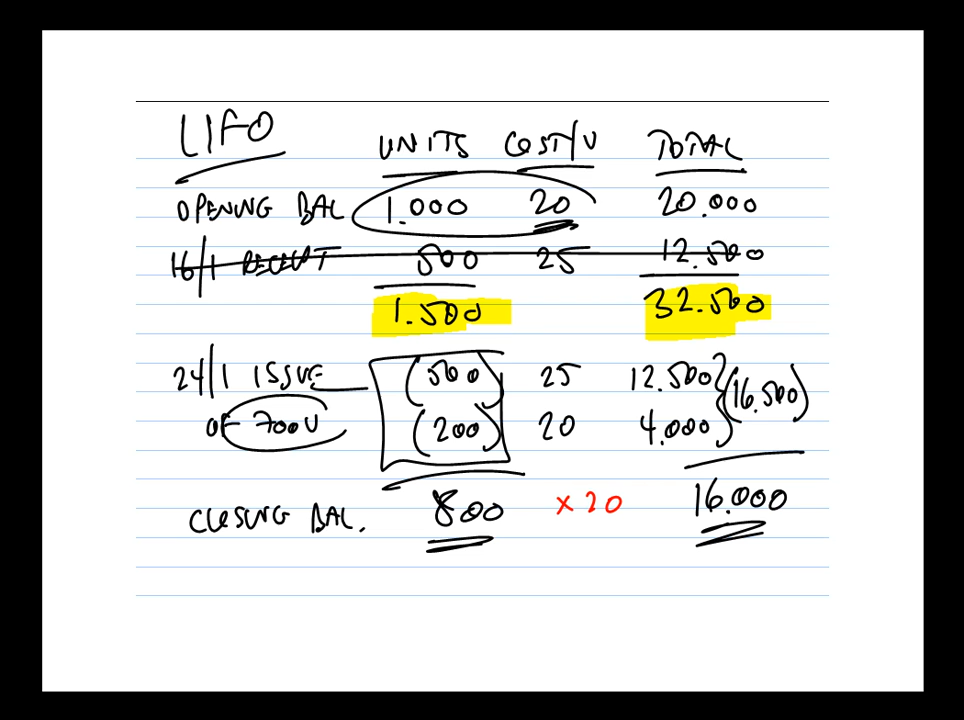 LIFO
UNITS COST/U TOTAL
OPENING BAL 1.000 20 20.000
16/1 RECEIPT 500 25 12.500
1.500 32.500
24/1 ISSUE (500) 25 12.500 (16.500)
OF 700U (200) 20 4.000
CLOSING BAL. 800 x 20 16.000